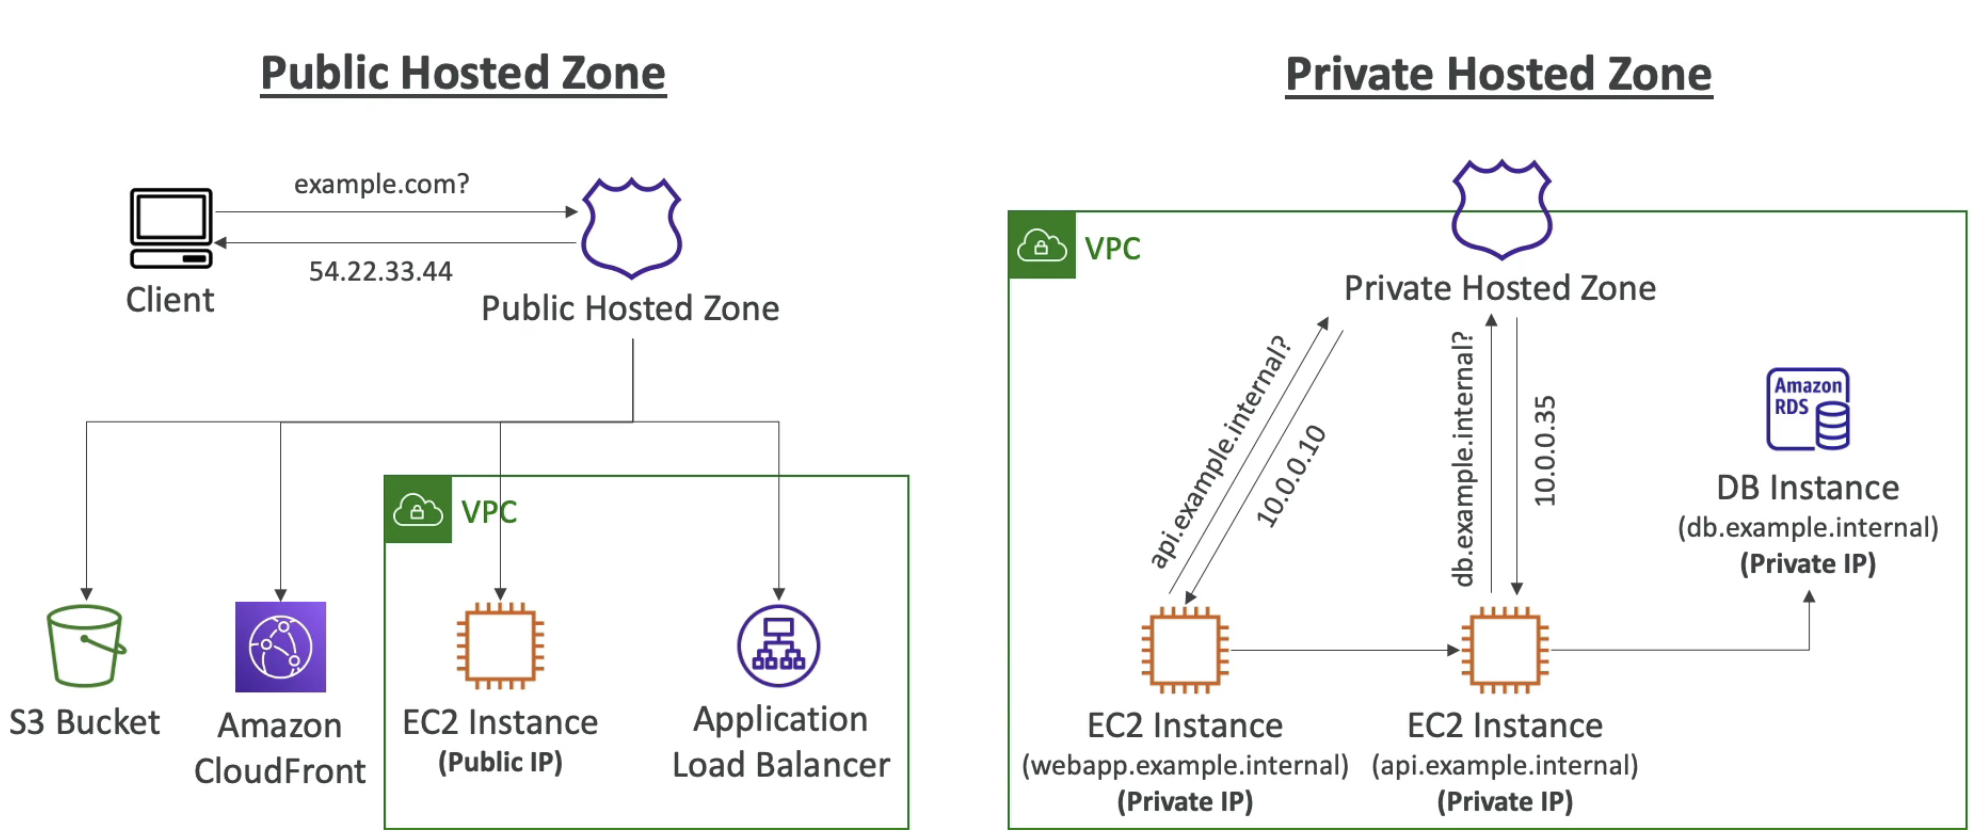 Public Hosted Zone
example.com?
54.22.33.44
Client
Public Hosted Zone
VPC
S3 Bucket
Amazon
CloudFront
EC2 Instance
(Public IP)
Application
Load Balancer
Private Hosted Zone
VPC
Private Hosted Zone
api.example.internal?
10.0.0.10
db.example.internal?
10.0.0.35
Amazon
RDS
DB Instance
(db.example.internal)
(Private IP)
EC2 Instance
(webapp.example.internal)
(Private IP)
EC2 Instance
(api.example.internal)
(Private IP)